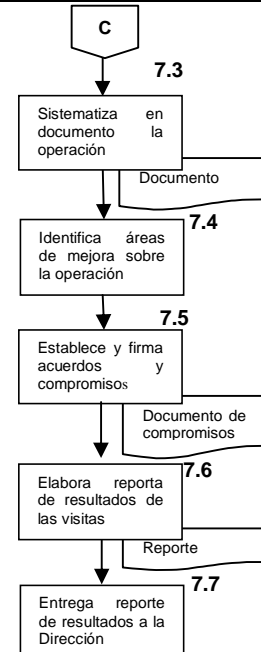 C
7.3
Sistematiza en
documento la
operación
Documento
7.4
Identifica áreas
de mejora sobre
la operación
7.5
Establece y firma
acuerdos y
compromisos
Documento de
compromisos
7.6
Elabora reporta
de resultados de
las visitas
Reporte
7.7
Entrega reporte
de resultados a la
Dirección